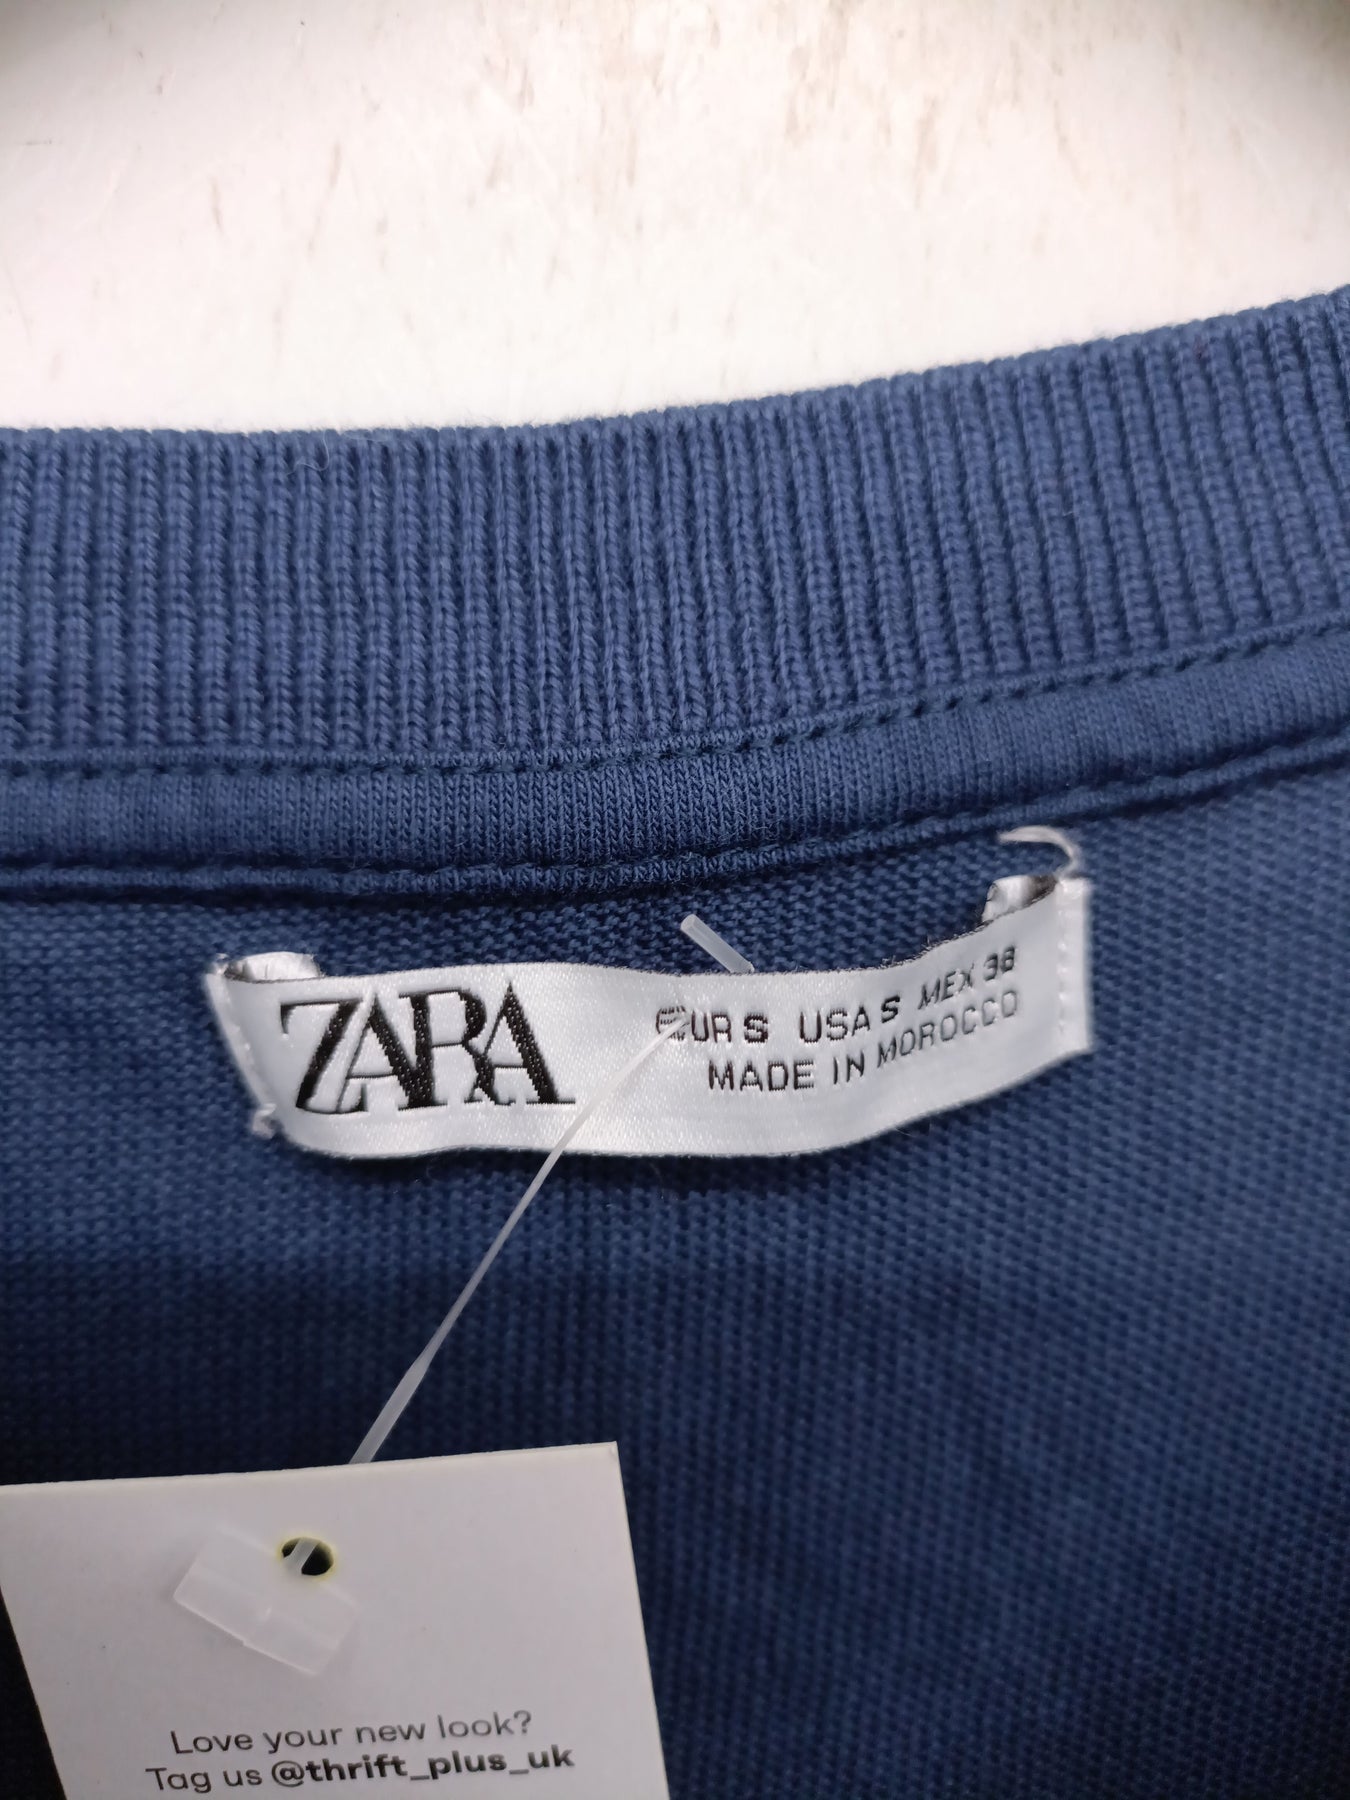 ZARA
EUR S USA S MEX 38
MADE IN MOROCCO
Love your new look?
Tag us @thrift_plus_uk